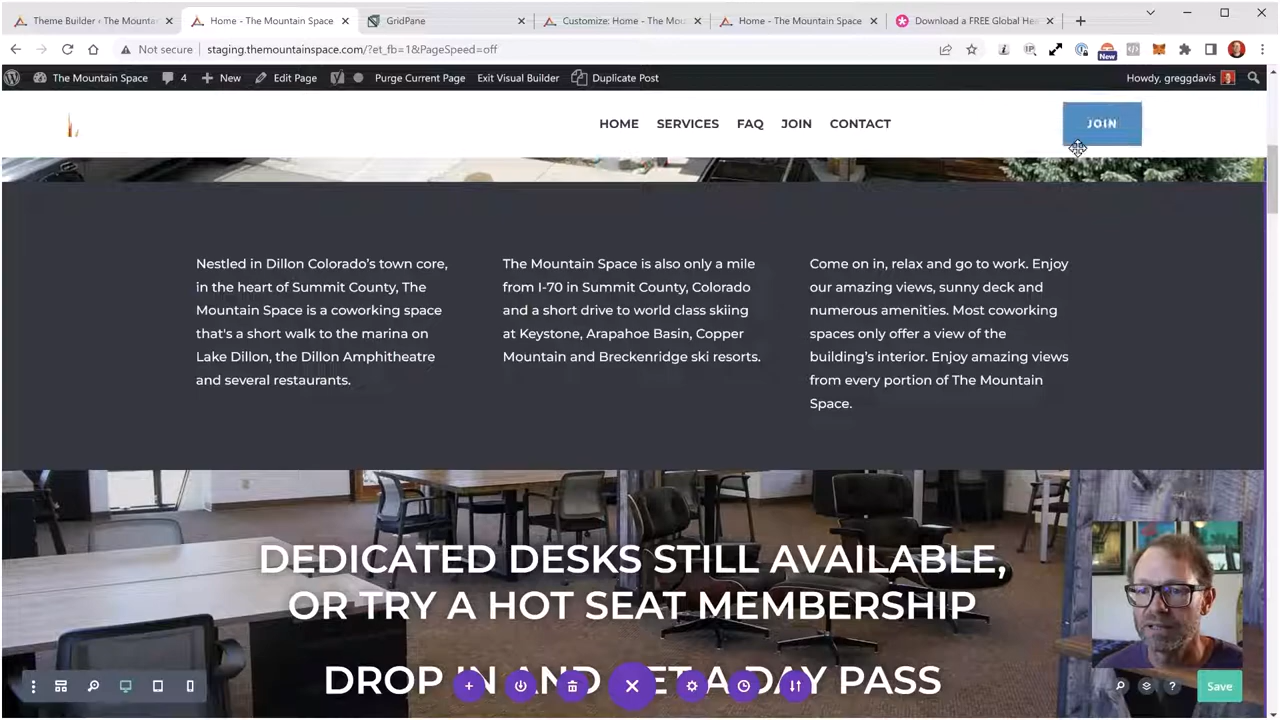 Theme Builder ‹ The Mountain
Home - The Mountain Space
GridPane
Customize: Home - The Mou
Home - The Mountain Space
Download a FREE Global Hea
Not secure
staging.themountainspace.com/?et_fb=1&PageSpeed=off
New
The Mountain Space
4
New
Edit Page
Purge Current Page
Exit Visual Builder
Duplicate Post
Howdy, greggdavis
HOME
SERVICES
FAQ
JOIN
CONTACT
JOIN
Nestled in Dillon Colorado's town core,
in the heart of Summit County, The
Mountain Space is a coworking space
that's a short walk to the marina on
Lake Dillon, the Dillon Amphitheatre
and several restaurants.
The Mountain Space is also only a mile
from I-70 in Summit County, Colorado
and a short drive to world class skiing
at Keystone, Arapahoe Basin, Copper
Mountain and Breckenridge ski resorts.
Come on in, relax and go to work. Enjoy
our amazing views, sunny deck and
numerous amenities. Most coworking
spaces only offer a view of the
building's interior. Enjoy amazing views
from every portion of The Mountain
Space.
DEDICATED DESKS STILL AVAILABLE,
OR TRY A HOT SEAT MEMBERSHIP
DROP IN AND GET A DAY PASS
Save